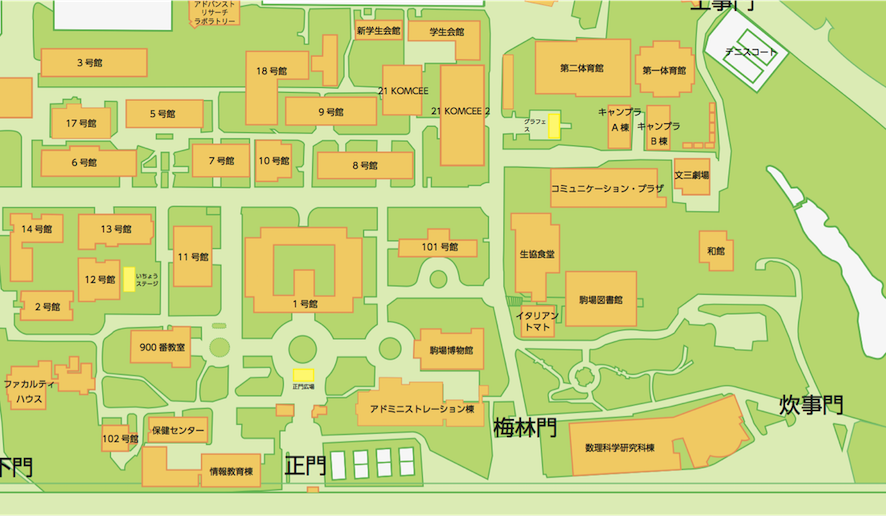 アドバンスト
リサーチ
ラボラトリー
新学生会館
学生会館
テニスコート
3 号館
18 号館
第二体育館
第一体育館
21 KOMCEE
21 KOMCEE 2
5 号館
9 号館
17 号館
グラフェ
ス
キャンプラ
A 棟
キャンプラ
B 棟
6 号館
7 号館
10 号館
8 号館
文三劇場
コミュニケーション・プラザ
14 号館
13 号館
11 号館
101 号館
生協食堂
和館
12 号館
いちょう
ステージ
2 号館
1 号館
駒場図書館
イタリアン
トマト
900 番教室
駒場博物館
正門広場
ファカルティ
ハウス
アドミニストレーション棟
炊事門
梅林門
102 号館
保健センター
数理科学研究科棟
下門
正門
情報教育棟